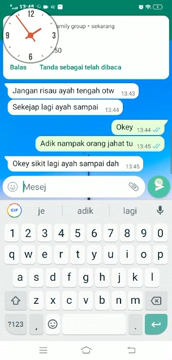 13:45
family group • sekarang
50
Balas Tanda sebagai telah dibaca
Jangan risau ayah tengah otw 13:43
Sekejap lagi ayah sampai 13:44
Okey 13:44
Adik nampak orang jahat tu 13:45
Okey sikit lagi ayah sampai dah 13:45
Mesej
GIF je adik lagi
1 2 3 4 5 6 7 8 9 0
q w e r t y u i o p
a s d f g h j k l
z x c v b n m
?123 , .